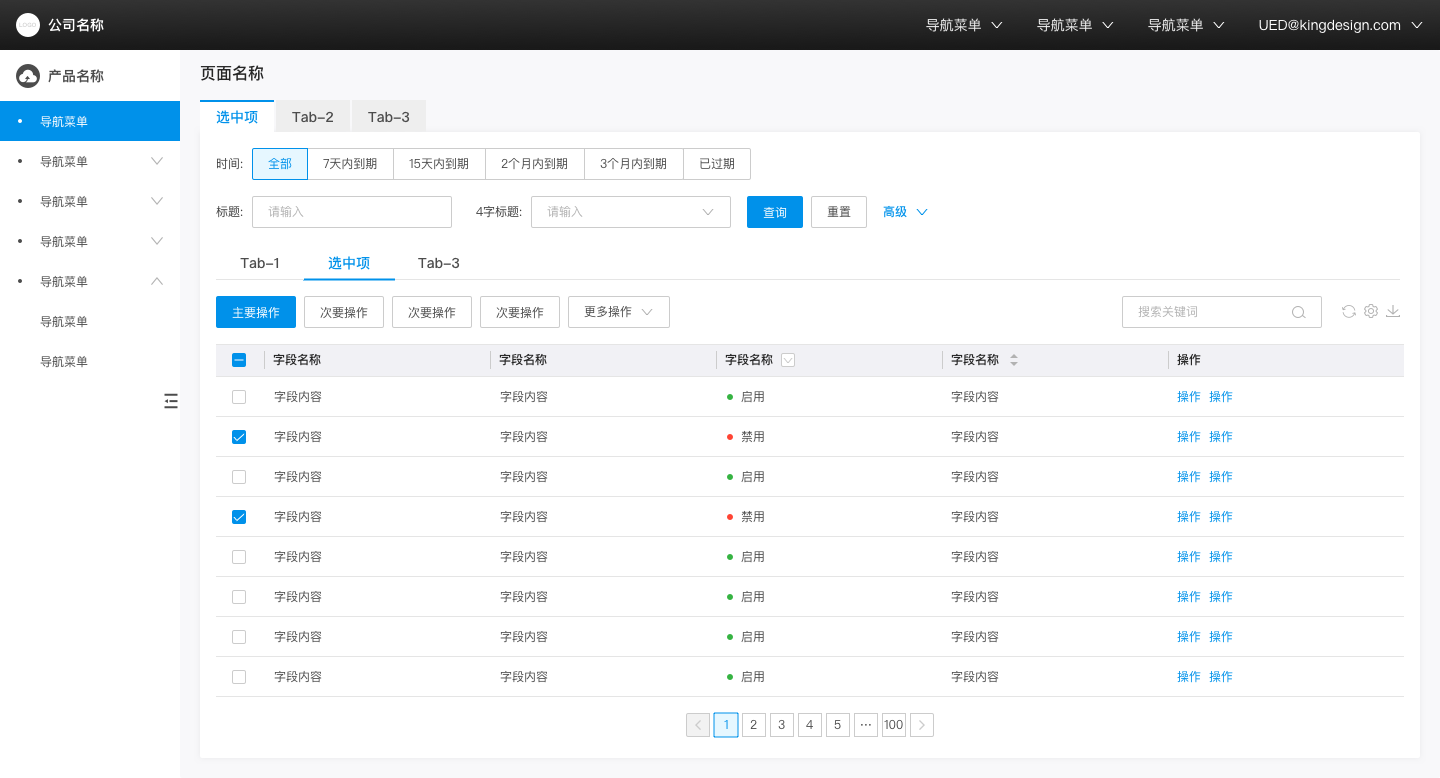 LOGO 公司名称 导航菜单 导航菜单 导航菜单 UED@kingdesign.com
产品名称
导航菜单
导航菜单
导航菜单
导航菜单
导航菜单
导航菜单
导航菜单
页面名称
选中项 Tab-2 Tab-3
时间: 全部 7天内到期 15天内到期 2个月内到期 3个月内到期 已过期
标题: 请输入 4字标题: 请输入 查询 重置 高级
Tab-1 选中项 Tab-3
主要操作 次要操作 次要操作 次要操作 更多操作 搜索关键词
字段名称 字段名称 字段名称 字段名称 操作
字段内容 字段内容 启用 字段内容 操作 操作
字段内容 字段内容 禁用 字段内容 操作 操作
字段内容 字段内容 启用 字段内容 操作 操作
字段内容 字段内容 禁用 字段内容 操作 操作
字段内容 字段内容 启用 字段内容 操作 操作
字段内容 字段内容 启用 字段内容 操作 操作
字段内容 字段内容 启用 字段内容 操作 操作
字段内容 字段内容 启用 字段内容 操作 操作
1 2 3 4 5 ··· 100